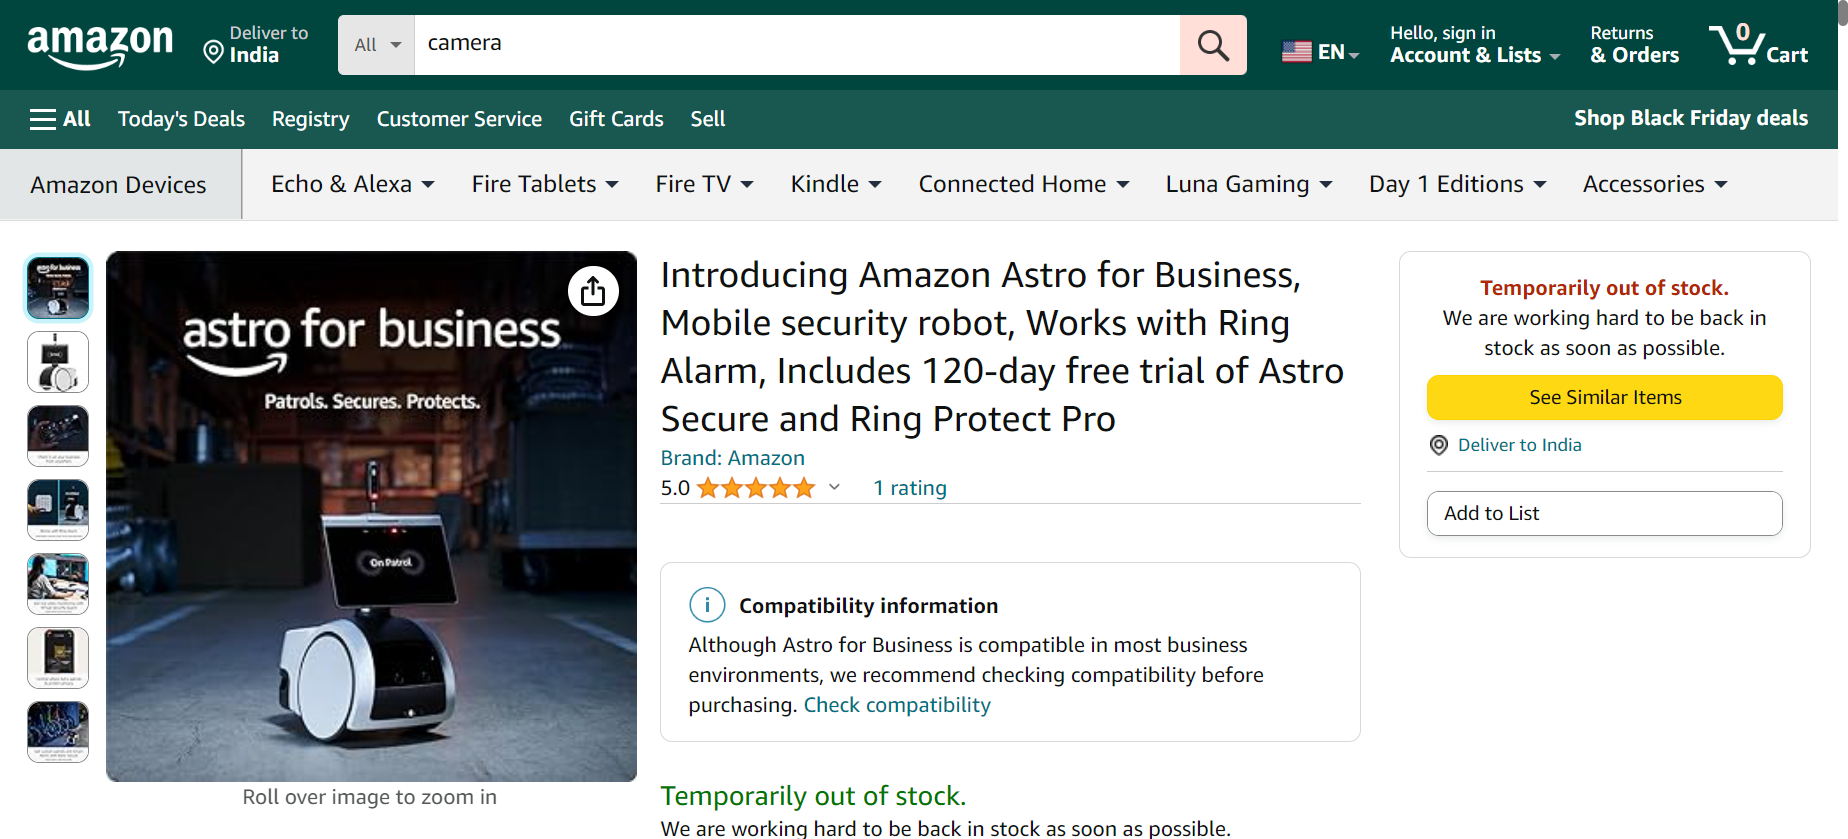 amazon
Deliver to
India
All
camera
EN
Hello, sign in
Account & Lists
Returns
& Orders
0
Cart
All
Today's Deals
Registry
Customer Service
Gift Cards
Sell
Shop Black Friday deals
Amazon Devices
Echo & Alexa
Fire Tablets
Fire TV
Kindle
Connected Home
Luna Gaming
Day 1 Editions
Accessories
astro for business
Patrols. Secures. Protects.
On Patrol
Roll over image to zoom in
Introducing Amazon Astro for Business,
Mobile security robot, Works with Ring
Alarm, Includes 120-day free trial of Astro
Secure and Ring Protect Pro
Brand: Amazon
5.0
1 rating
Compatibility information
Although Astro for Business is compatible in most business
environments, we recommend checking compatibility before
purchasing. Check compatibility
Temporarily out of stock.
We are working hard to be back in stock as soon as possible.
Temporarily out of stock.
We are working hard to be back in
stock as soon as possible.
See Similar Items
Deliver to India
Add to List